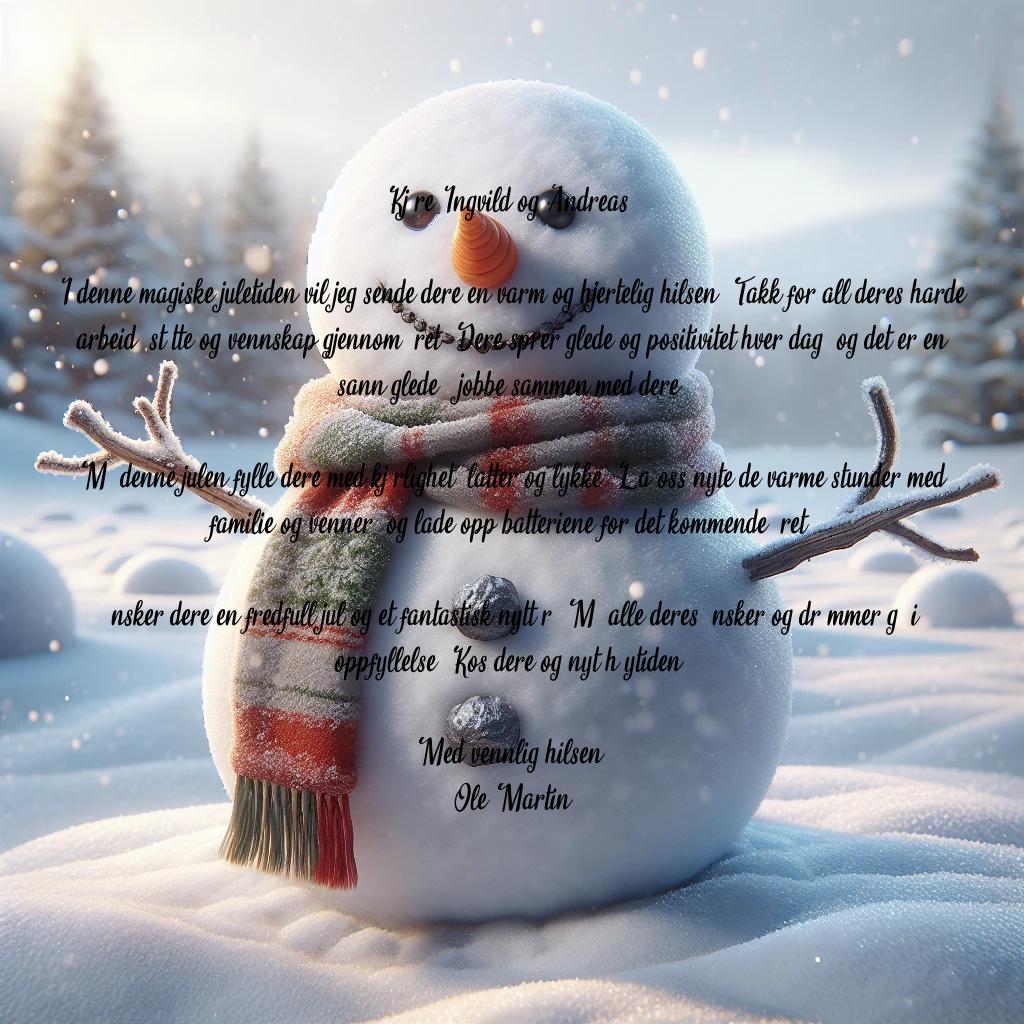 Kj re Ingvild og Andreas
I denne magiske juletiden vil jeg sende dere en varm og hjertelig hilsen Takk for all deres harde
arbeid st tte og vennskap gjennom ret Dere sprer glede og positivitet hver dag og det er en
sann glede jobbe sammen med dere
M denne julen fylle dere med kj rlighet latter og lykke La oss nyte de varme stunder med
familie og venner og lade opp batteriene for det kommende ret
nsker dere en fredfull jul og et fantastisk nytt r M alle deres nsker og dr mmer g i
oppfyllelse Kos dere og nyt h ytiden
Med vennlig hilsen
Ole Martin